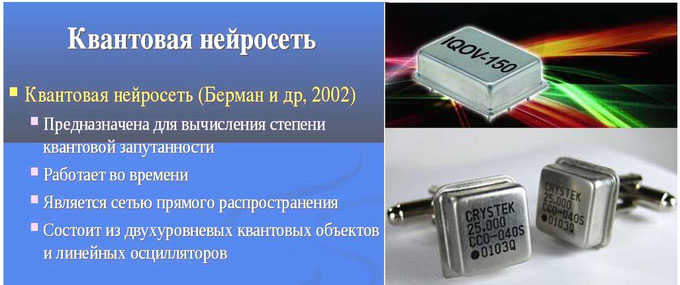 Квантовая нейросеть
Квантовая нейросеть (Берман и др, 2002)
Предназначена для вычисления степени
квантовой запутанности
Работает во времени
Является сетью прямого распространения
Состоит из двухуровневых квантовых объектов
и линейных осцилляторов
IQOV-150
CRYSTEK
25.000
CCO-040S
0103Q
CRYSTEK
25.000
CCO-040S
0103Q